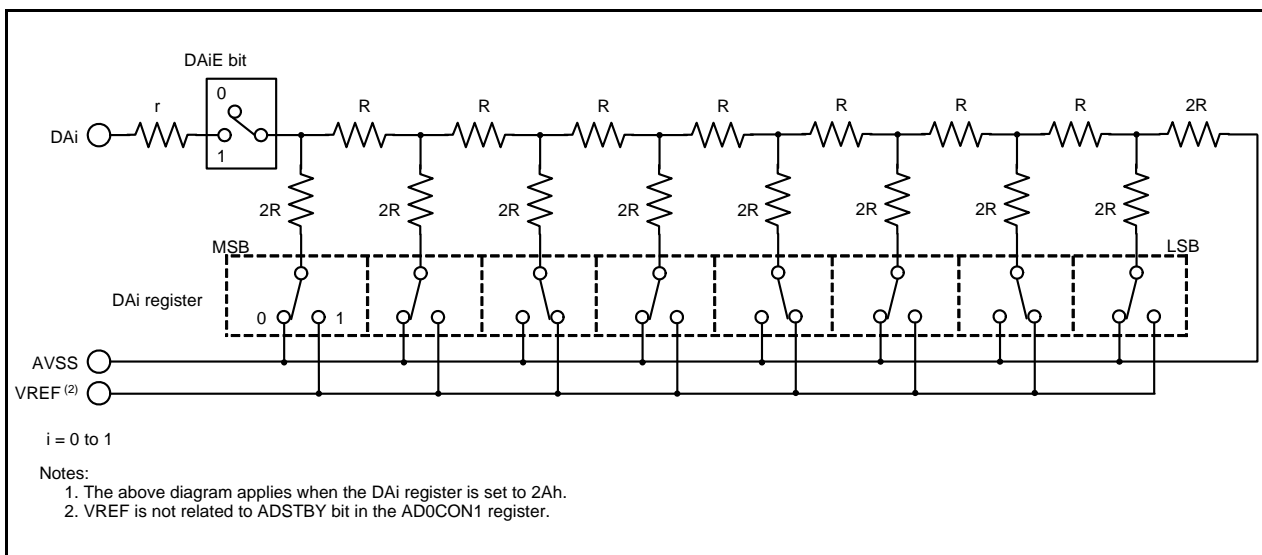 DAiE bit
0
r
R
R
R
R
R
R
R
2R
DAi
1
2R
2R
2R
2R
2R
2R
2R
2R
MSB
LSB
DAi register
0
1
AVSS
VREF (2)
i = 0 to 1
Notes:
1. The above diagram applies when the DAi register is set to 2Ah.
2. VREF is not related to ADSTBY bit in the AD0CON1 register.